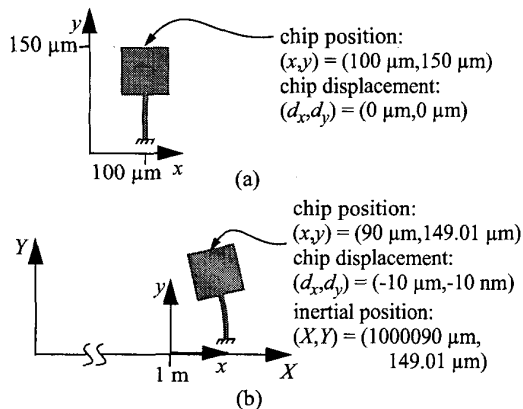 y
150 μm
chip position:
(x,y) = (100 μm,150 μm)
chip displacement:
(dx,dy) = (0 μm,0 μm)
100 μm x
(a)
chip position:
(x,y) = (90 μm,149.01 μm)
chip displacement:
(dx,dy) = (-10 μm,-10 nm)
inertial position:
(X,Y) = (1000090 μm,
149.01 μm)
Y
y
1 m x X
(b)